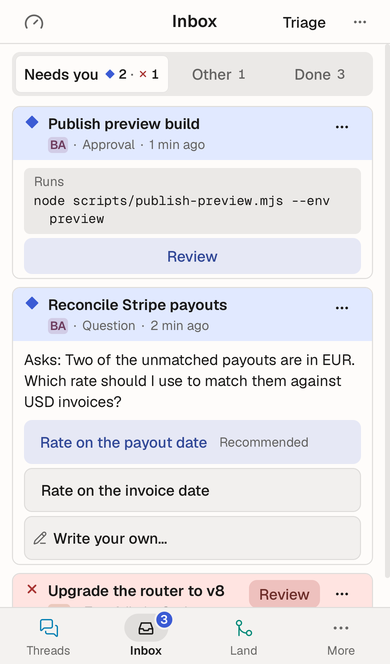 Inbox
Triage
Needs you 2 · × 1
Other 1
Done 3
Publish preview build
BA · Approval · 1 min ago
Runs
node scripts/publish-preview.mjs --env
preview
Review
Reconcile Stripe payouts
BA · Question · 2 min ago
Asks: Two of the unmatched payouts are in EUR.
Which rate should I use to match them against
USD invoices?
Rate on the payout date Recommended
Rate on the invoice date
Write your own...
Upgrade the router to v8
Review
3
Threads
Inbox
Land
More